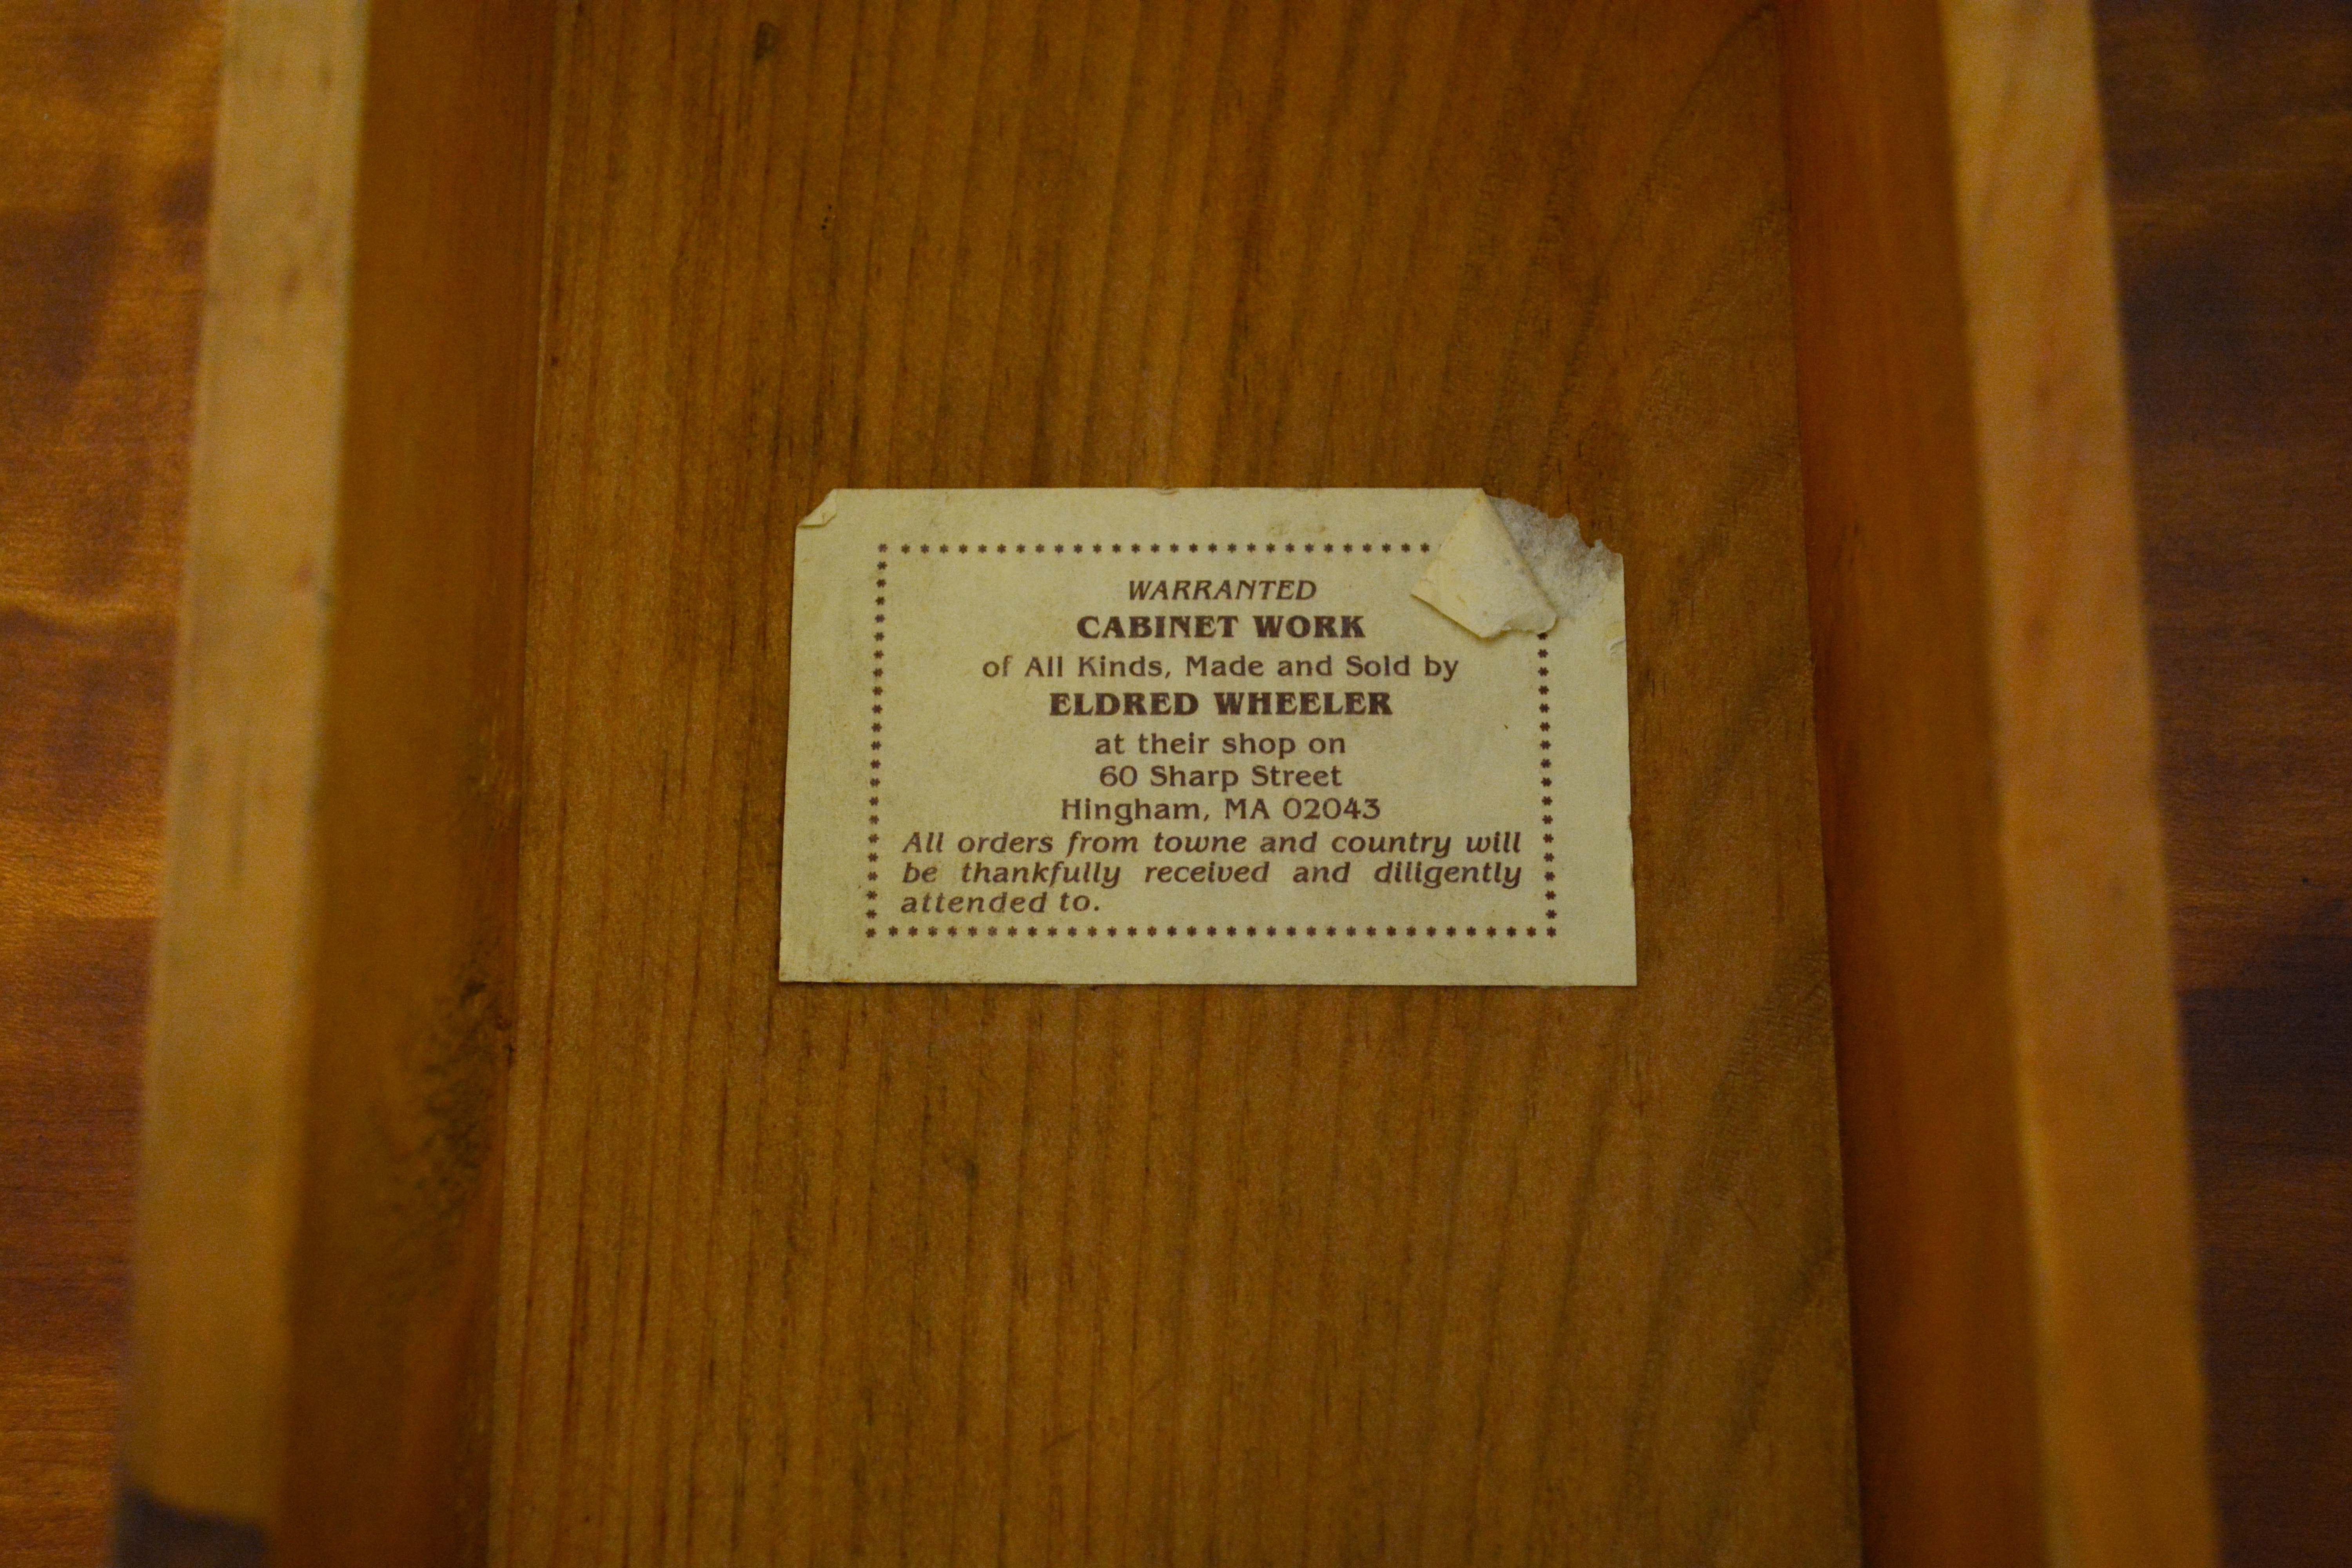 WARRANTED
CABINET WORK
of All Kinds, Made and Sold by
ELDRED WHEELER
at their shop on
60 Sharp Street
Hingham, MA 02043
All orders from towne and country will
be thankfully received and diligently
attended to.